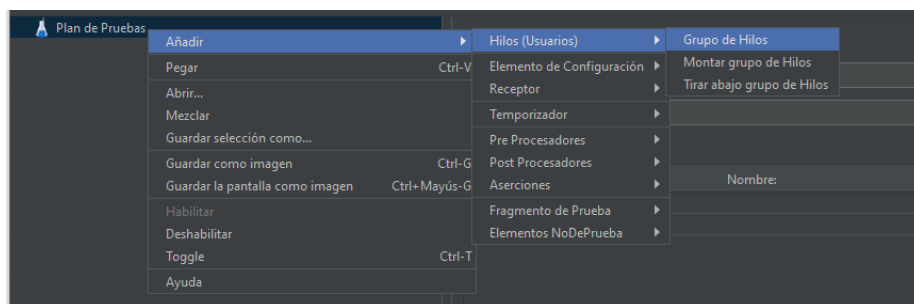 Plan de Pruebas
Añadir
Pegar Ctrl-V
Abrir...
Mezclar
Guardar selección como...
Guardar como imagen Ctrl-G
Guardar la pantalla como imagen Ctrl+Mayús-G
Habilitar
Deshabilitar
Toggle Ctrl-T
Ayuda
Hilos (Usuarios)
Elemento de Configuración
Receptor
Temporizador
Pre Procesadores
Post Procesadores
Aserciones
Fragmento de Prueba
Elementos NoDePrueba
Grupo de Hilos
Montar grupo de Hilos
Tirar abajo grupo de Hilos
Nombre: